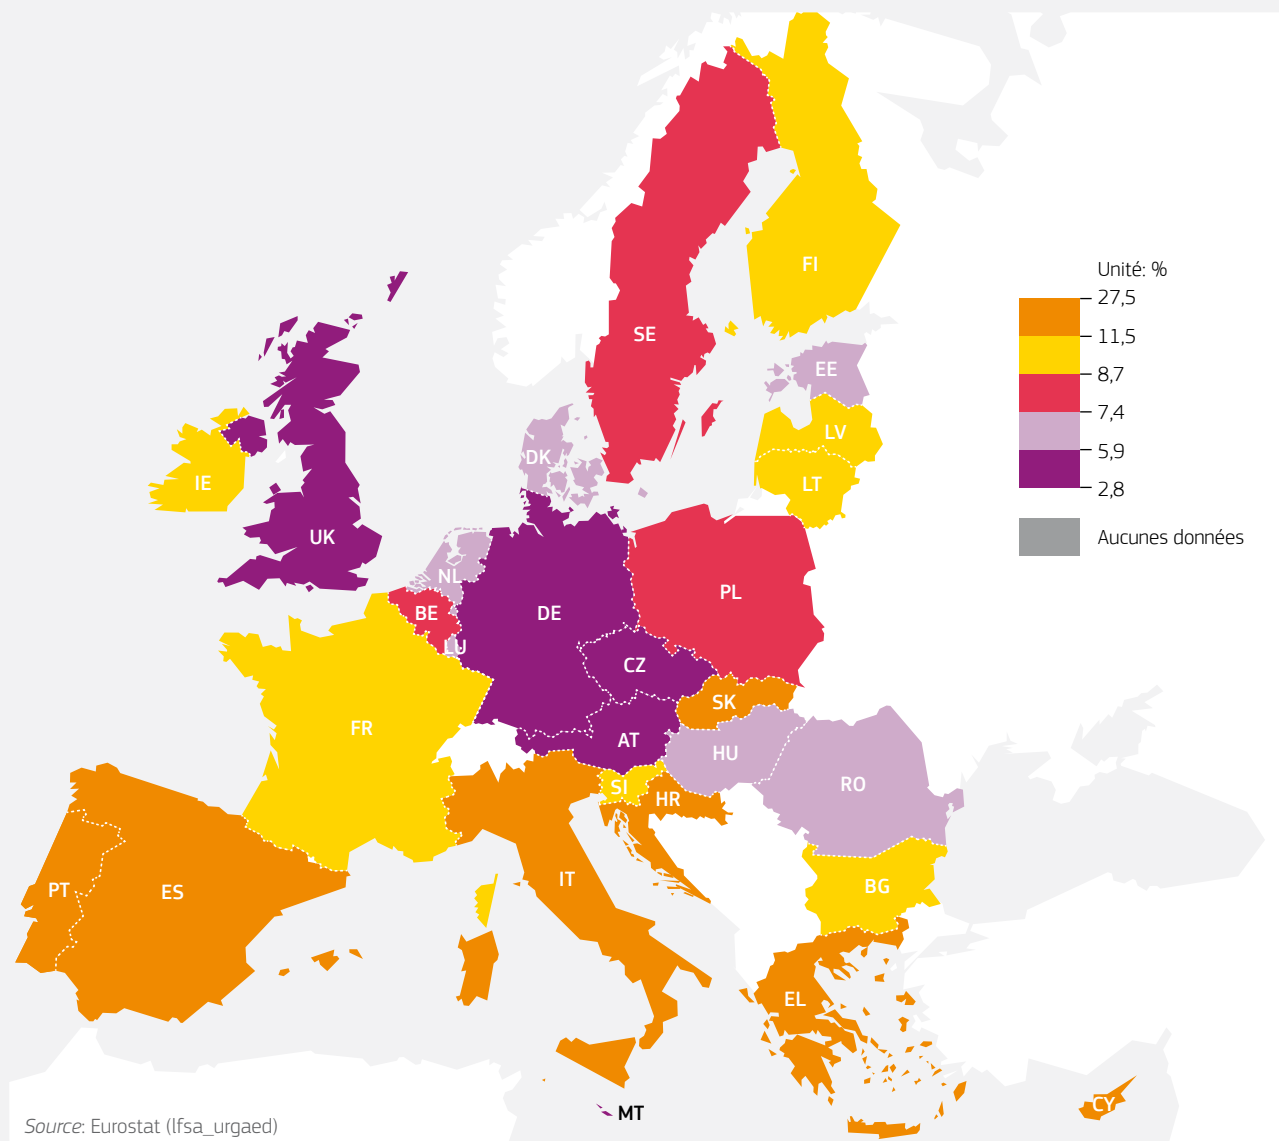 FI
Unité: %
27,5
SE
11,5
EE
8,7
7,4
LV
DK
5,9
IE
LT
2,8
UK
Aucunes données
NL
PL
BE
DE
LU
CZ
SK
FR
AT
HU
RO
SI
HR
IT
BG
PT
ES
EL
CY
MT
Source: Eurostat (lfsa_urgaed)